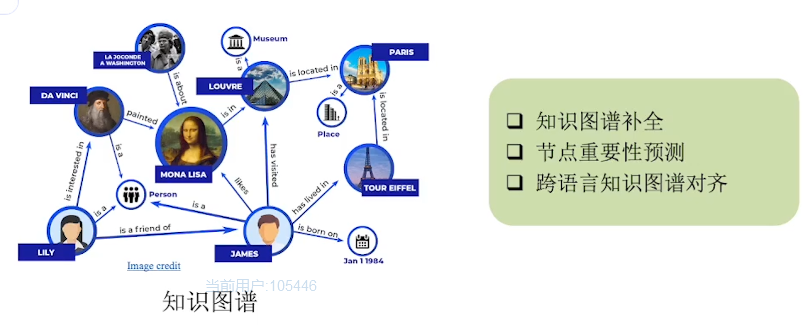 LA JOCONDE
A WASHINGTON
Museum
PARIS
is a
is located in
DA VINCI
is about
LOUVRE
is a
painted
is in
Place
is located in
is a
MONA LISA
is interested in
Person
likes
has visited
has lived in
TOUR EIFFEL
is a
is a
is a friend of
is born on
LILY
JAMES
Jan 1 1984
Image credit
当前用户:105446
知识图谱
知识图谱补全
节点重要性预测
跨语言知识图谱对齐